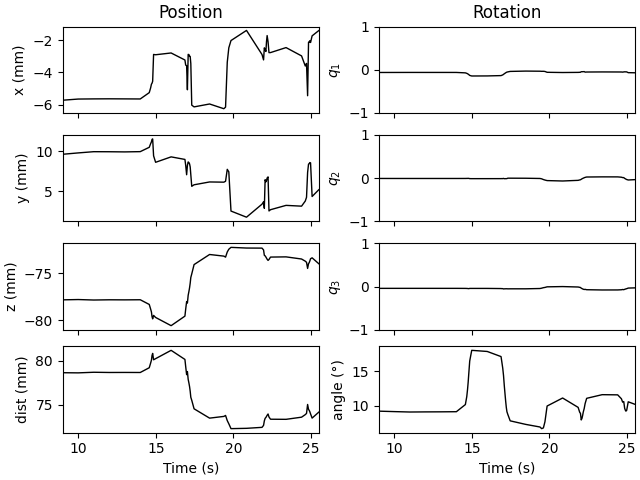 Position
Rotation
x (mm)
−2
−4
−6
q1
1
0
−1
y (mm)
10
5
q2
1
0
−1
z (mm)
−75
−80
q3
1
0
−1
dist (mm)
80
75
angle (°)
15
10
10 15 20 25
10 15 20 25
Time (s)
Time (s)